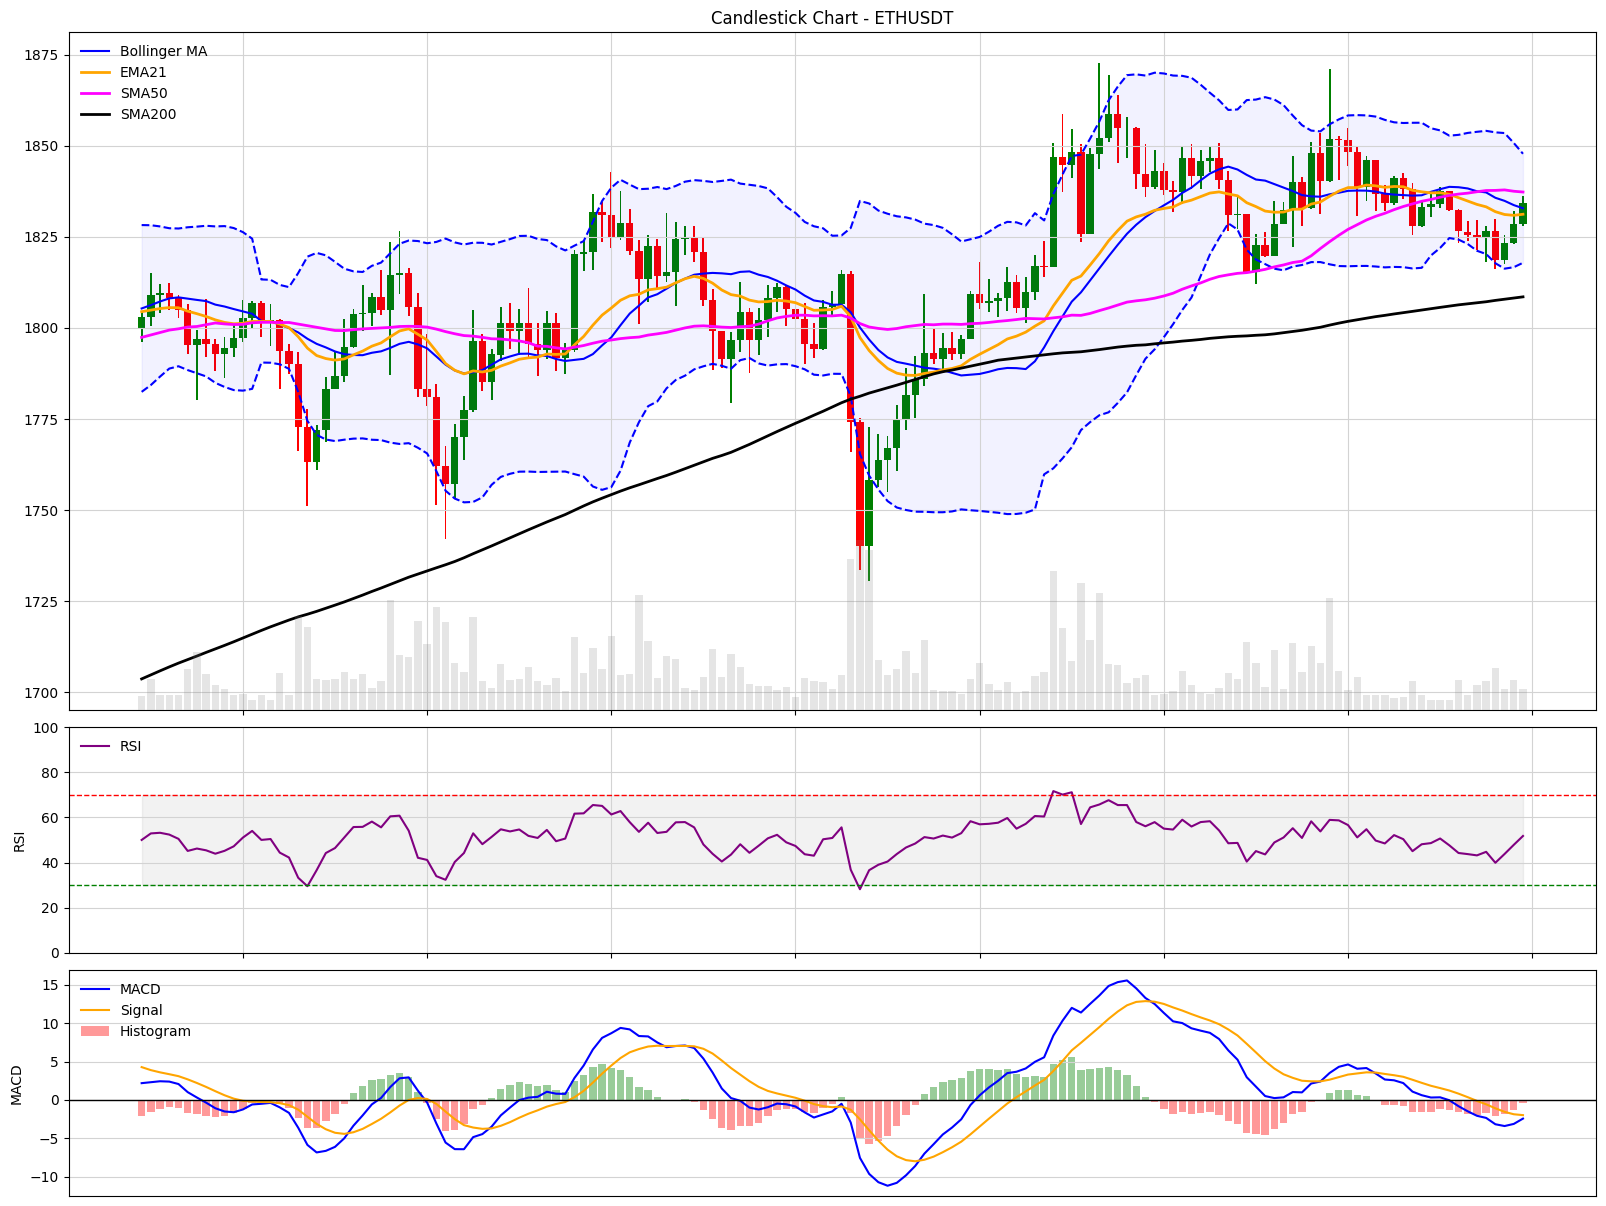 Candlestick Chart - ETHUSDT
Bollinger MA
EMA21
SMA50
SMA200
1875
1850
1825
1800
1775
1750
1725
1700
RSI
100
80
60
40
20
0
RSI
MACD
Signal
Histogram
15
10
5
0
−5
−10
MACD